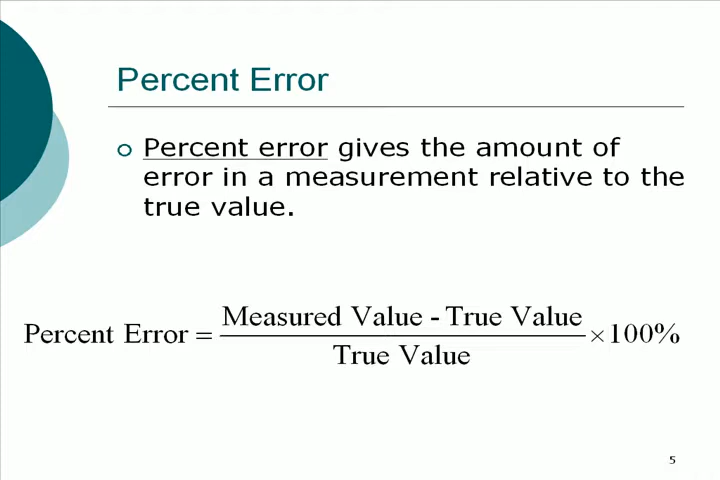 Percent Error
Percent error gives the amount of
error in a measurement relative to the
true value.
Percent Error = Measured Value - True Value / True Value ×100%
5